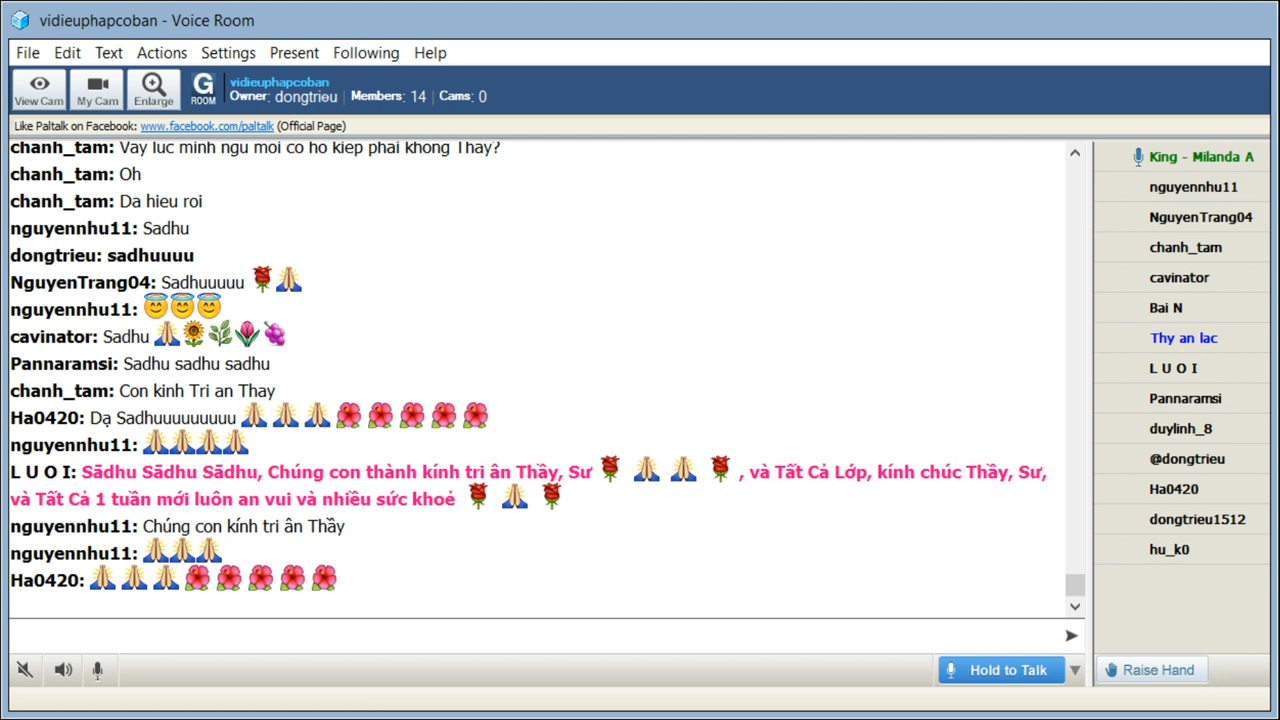 vidieuphapcoban - Voice Room
File Edit Text Actions Settings Present Following Help
View Cam My Cam Enlarge G ROOM vidieuphapcoban
Owner: dongtrieu | Members: 14 | Cams: 0
Like Paltalk on Facebook: www.facebook.com/paltalk (Official Page)
chanh_tam: Vay luc minh ngu moi co ho kiep phai khong Thay?
chanh_tam: Oh
chanh_tam: Da hieu roi
nguyennhu11: Sadhu
dongtrieu: sadhuuuu
NguyenTrang04: Sadhuuuuu 🌹🙏
nguyennhu11: 😇😇😇
cavinator: Sadhu 🙏🌻🌿🌷🍇
Pannaramsi: Sadhu sadhu sadhu
chanh_tam: Con kinh Tri an Thay
Ha0420: Dạ Sadhuuuuuuuuu 🙏🙏🙏🌺🌺🌺🌺🌺
nguyennhu11: 🙏🙏🙏🙏
L U O I: Sādhu Sādhu Sādhu, Chúng con thành kính tri ân Thầy, Sư 🌹 🙏 🙏 🌹 , và Tất Cả Lớp, kính chúc Thầy, Sư,
và Tất Cả 1 tuần mới luôn an vui và nhiều sức khoẻ 🌹 🙏 🌹
nguyennhu11: Chúng con kính tri ân Thầy
nguyennhu11: 🙏🙏🙏
Ha0420: 🙏🙏🙏🌺🌺🌺🌺🌺
King - Milanda A
nguyennhu11
NguyenTrang04
chanh_tam
cavinator
Bai N
Thy an lac
L U O I
Pannaramsi
duylinh_8
@dongtrieu
Ha0420
dongtrieu1512
hu_k0
Hold to Talk
Raise Hand